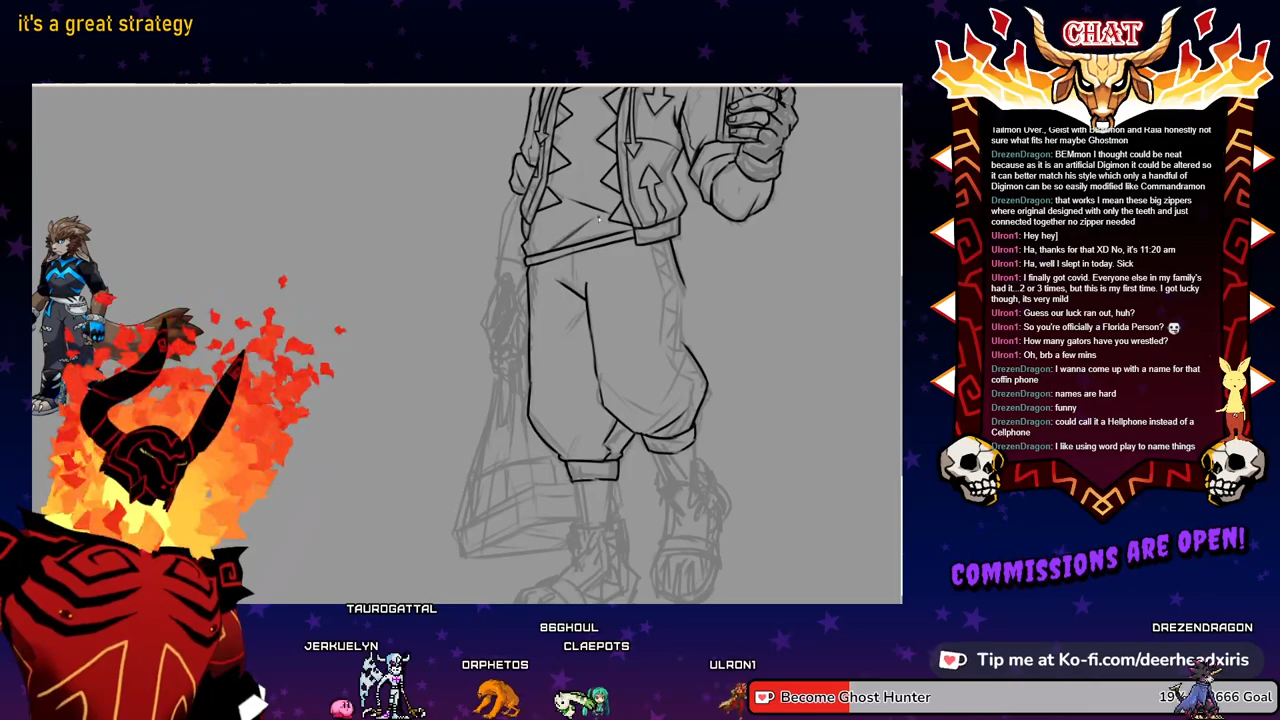 it's a great strategy
CHAT
Tailmon Over., Geist with and Raia honestly not
sure what fits her maybe Ghostmon
DrezenDragon: BEMmon I thought could be neat
because as it is an artificial Digimon it could be altered so
it can better match his style which only a handful of
Digimon can be so easily modified like Commandramon
DrezenDragon: that works I mean these big zippers
where original designed with only the teeth and just
connected together no zipper needed
Ulron1: Hey hey]
Ulron1: Ha, thanks for that XD No, it's 11:20 am
Ulron1: Ha, well I slept in today. Sick
Ulron1: I finally got covid. Everyone else in my family's
had it...2 or 3 times, but this is my first time. I got lucky
though, its very mild
Ulron1: Guess our luck ran out, huh?
Ulron1: So you're officially a Florida Person?
Ulron1: How many gators have you wrestled?
Ulron1: Oh, brb a few mins
DrezenDragon: I wanna come up with a name for that
coffin phone
DrezenDragon: names are hard
DrezenDragon: funny
DrezenDragon: could call it a Hellphone instead of a
Cellphone
DrezenDragon: I like using word play to name things
COMMISSIONS ARE OPEN!
TAUROGATTAL
86GHOUL
DREZENDRAGON
JERKUELYN
CLAEPOTS
ORPHETOS
ULRON1
Tip me at Ko-fi.com/deerheadxiris
Become Ghost Hunter
666 Goal